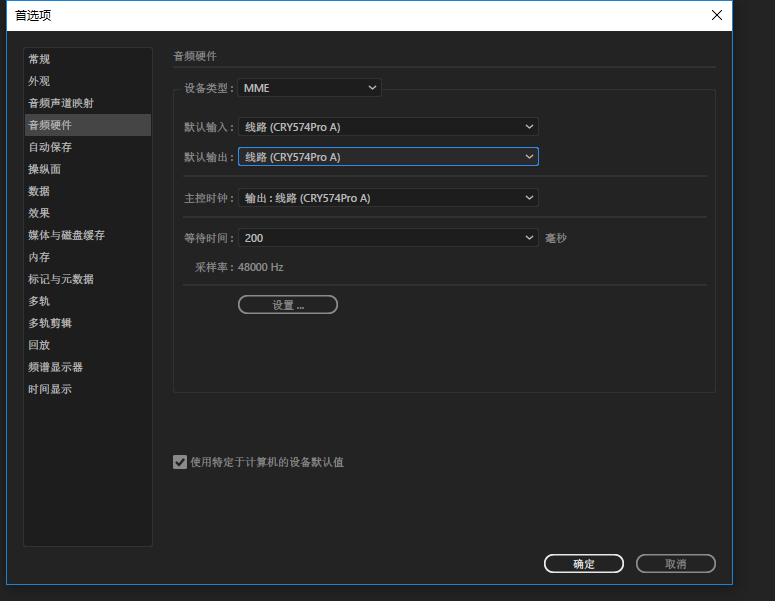 首选项
常规
外观
音频声道映射
音频硬件
自动保存
操纵面
数据
效果
媒体与磁盘缓存
内存
标记与元数据
多轨
多轨剪辑
回放
频谱显示器
时间显示
音频硬件
设备类型: MME
默认输入: 线路 (CRY574Pro A)
默认输出: 线路 (CRY574Pro A)
主控时钟: 输出: 线路 (CRY574Pro A)
等待时间: 200 毫秒
采样率: 48000 Hz
设置 ...
使用特定于计算机的设备默认值
确定
取消